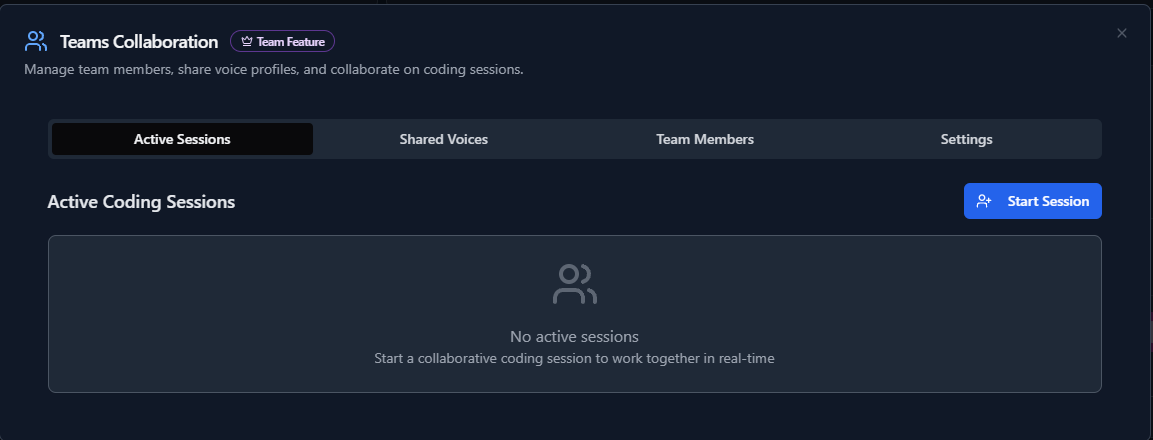 Teams Collaboration
Team Feature
Manage team members, share voice profiles, and collaborate on coding sessions.
Active Sessions
Shared Voices
Team Members
Settings
Active Coding Sessions
Start Session
No active sessions
Start a collaborative coding session to work together in real-time